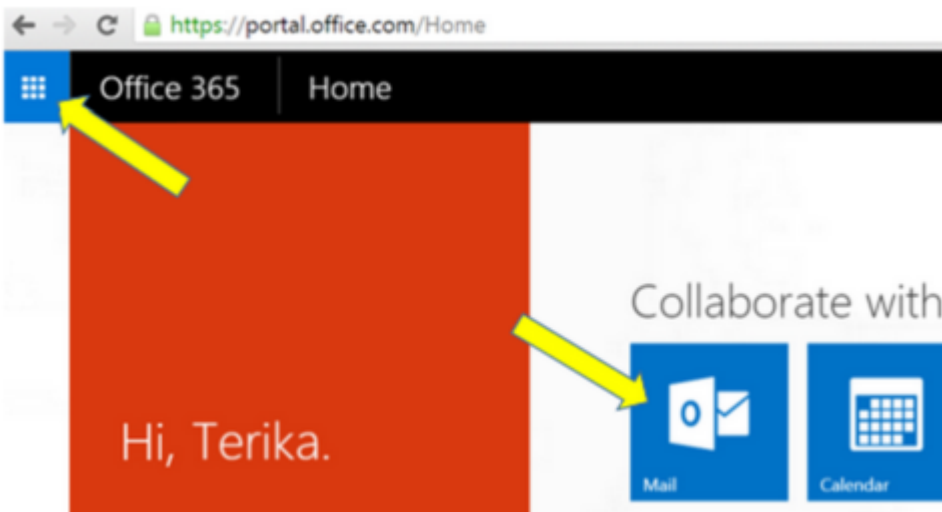 https://portal.office.com/Home
Office 365 Home
Collaborate with
Hi, Terika.
Mail Calendar